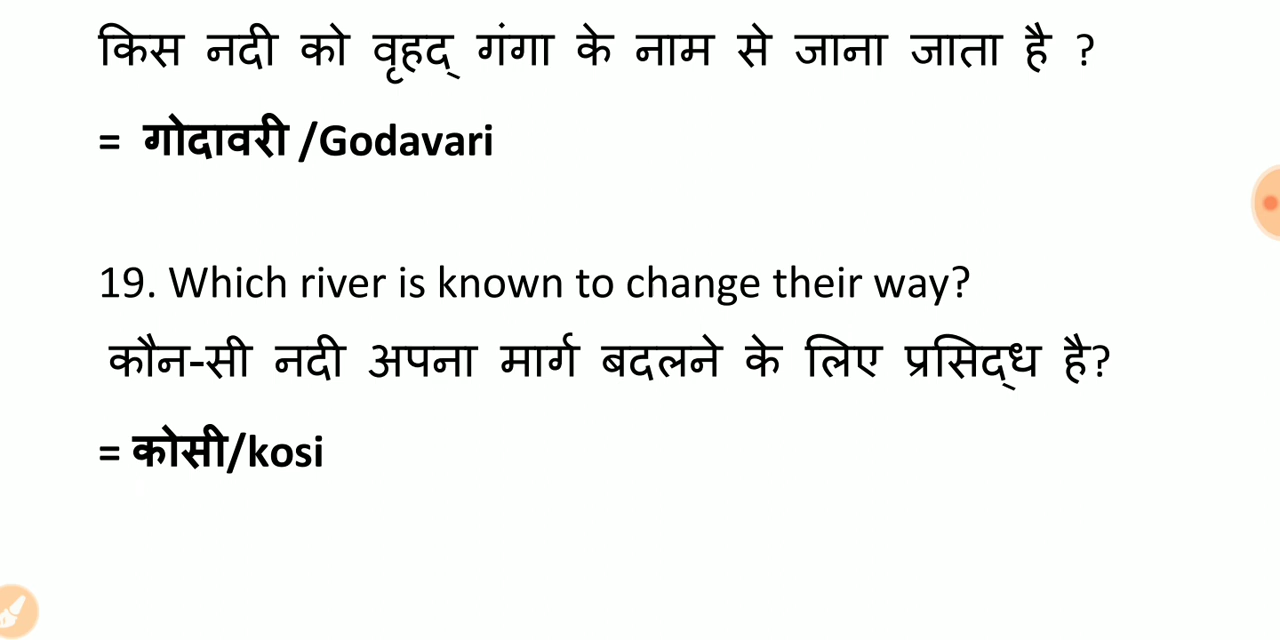 किस नदी को वृहद् गंगा के नाम से जाना जाता है ?
= गोदावरी /Godavari
19. Which river is known to change their way?
कौन-सी नदी अपना मार्ग बदलने के लिए प्रसिद्ध है?
= कोसी/kosi